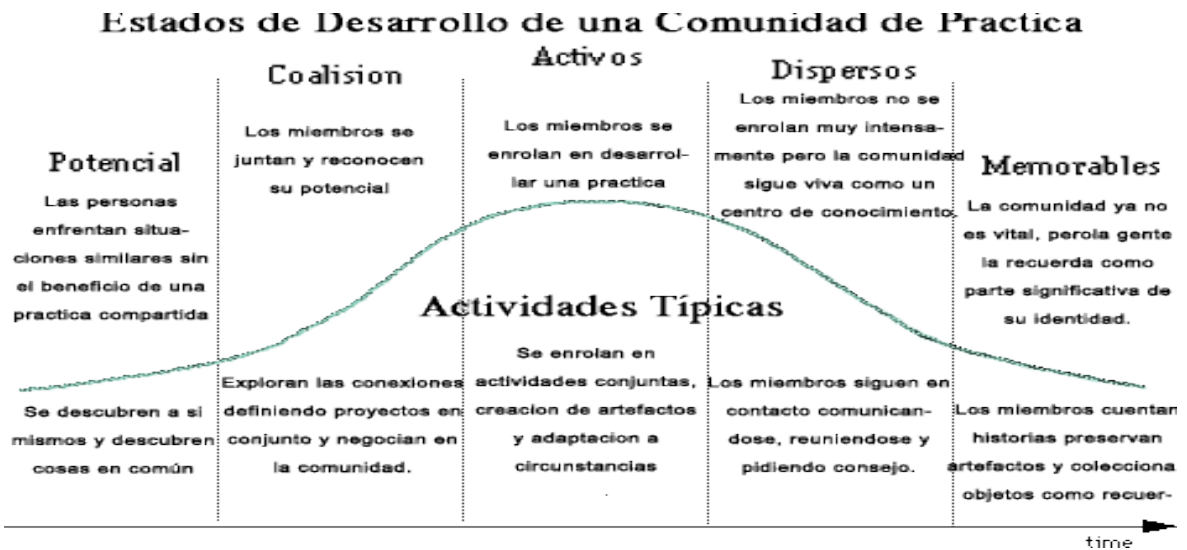 Estados de Desarrollo de una Comunidad de Practica
Potencial
Las personas
enfrentan situa-
ciones similares sin
el beneficio de una
practica compartida
Coalision
Los miembros se
juntan y reconocen
su potencial
Activos
Los miembros se
enrolan en desarrol-
lar una practica
Dispersos
Los miembros no se
enrolan muy intensa-
mente pero la comunidad
sigue viva como un
centro de conocimiento.
Memorables
La comunidad ya no
es vital, perola gente
la recuerda como
parte significativa de
su identidad.
Actividades Típicas
Se descubren a si
mismos y descubren
cosas en común
Exploran las conexiones
definiendo proyectos en
conjunto y negocian en
la comunidad.
Se enrolan en
actividades conjuntas,
creacion de artefactos
y adaptacion a
circunstancias
Los miembros siguen en
contacto comunican-
dose, reuniendose y
pidiendo consejo.
Los miembros cuentan
historias preservan
artefactos y colecciona
objetos como recuer-
time